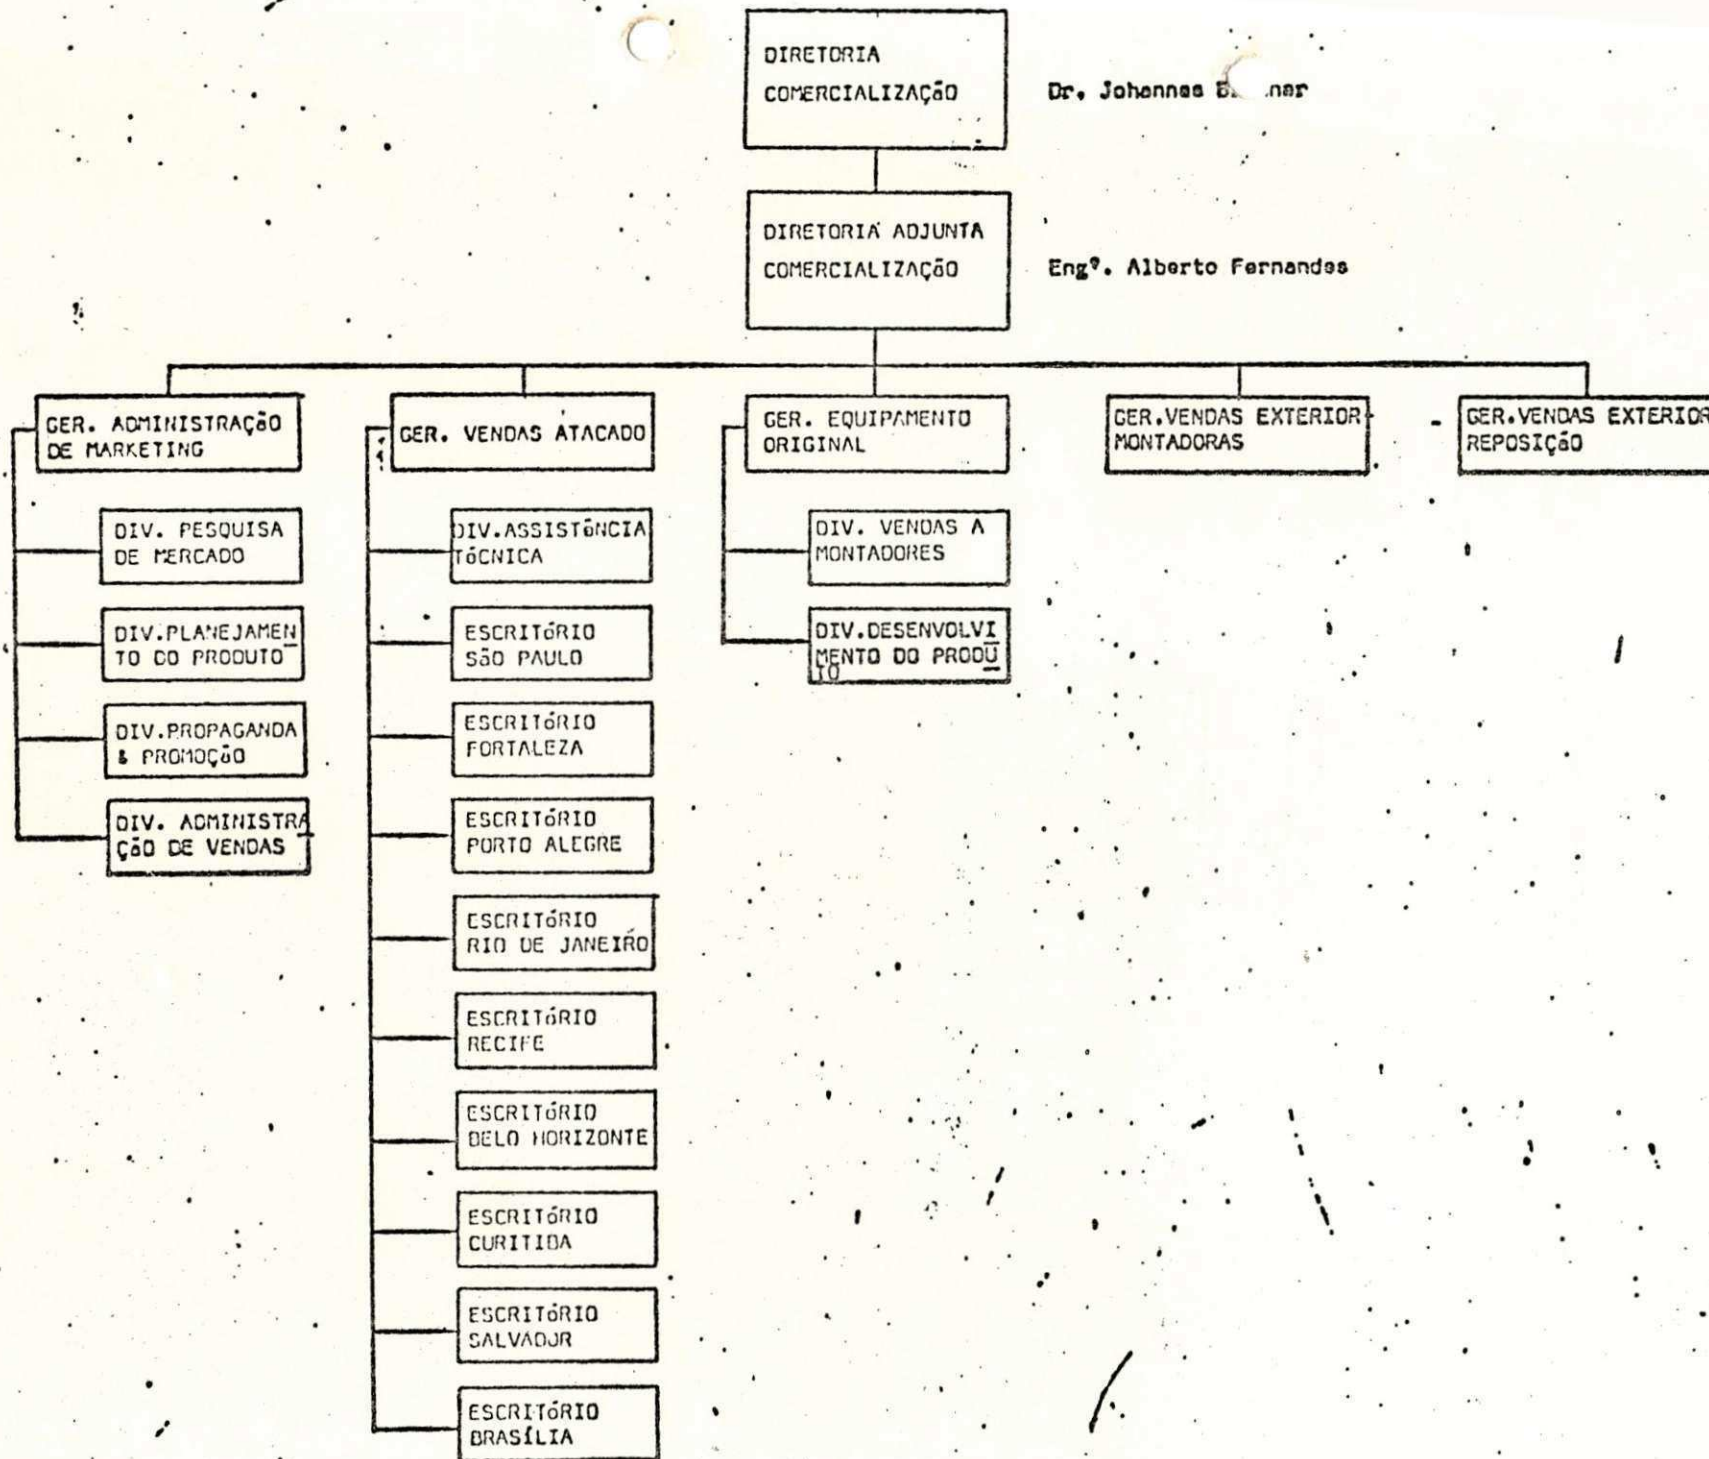 DIRETORIA
COMERCIALIZAÇÃO
Dr. Johannes
DIRETORIA ADJUNTA
COMERCIALIZAÇÃO
Engº. Alberto Fernandes
GER. ADMINISTRAÇÃO
DE MARKETING
GER. VENDAS ATACADO
GER. EQUIPAMENTO
ORIGINAL
GER.VENDAS EXTERIOR
MONTADORAS
GER.VENDAS EXTERIOR
REPOSIÇÃO
DIV. PESQUISA
DE MERCADO
DIV.PLANEJAMEN
TO DO PRODUTO
DIV.PROPAGANDA
& PROMOÇÃO
DIV. ADMINISTRA
ÇÃO DE VENDAS
DIV.ASSISTÊNCIA
TÉCNICA
ESCRITÓRIO
SÃO PAULO
ESCRITÓRIO
FORTALEZA
ESCRITÓRIO
PORTO ALEGRE
ESCRITÓRIO
RIO DE JANEIRO
ESCRITÓRIO
RECIFE
ESCRITÓRIO
BELO HORIZONTE
ESCRITÓRIO
CURITIBA
ESCRITÓRIO
SALVADOR
ESCRITÓRIO
BRASÍLIA
DIV. VENDAS A
MONTADORES
DIV.DESENVOLVI
MENTO DO PRODU
TO